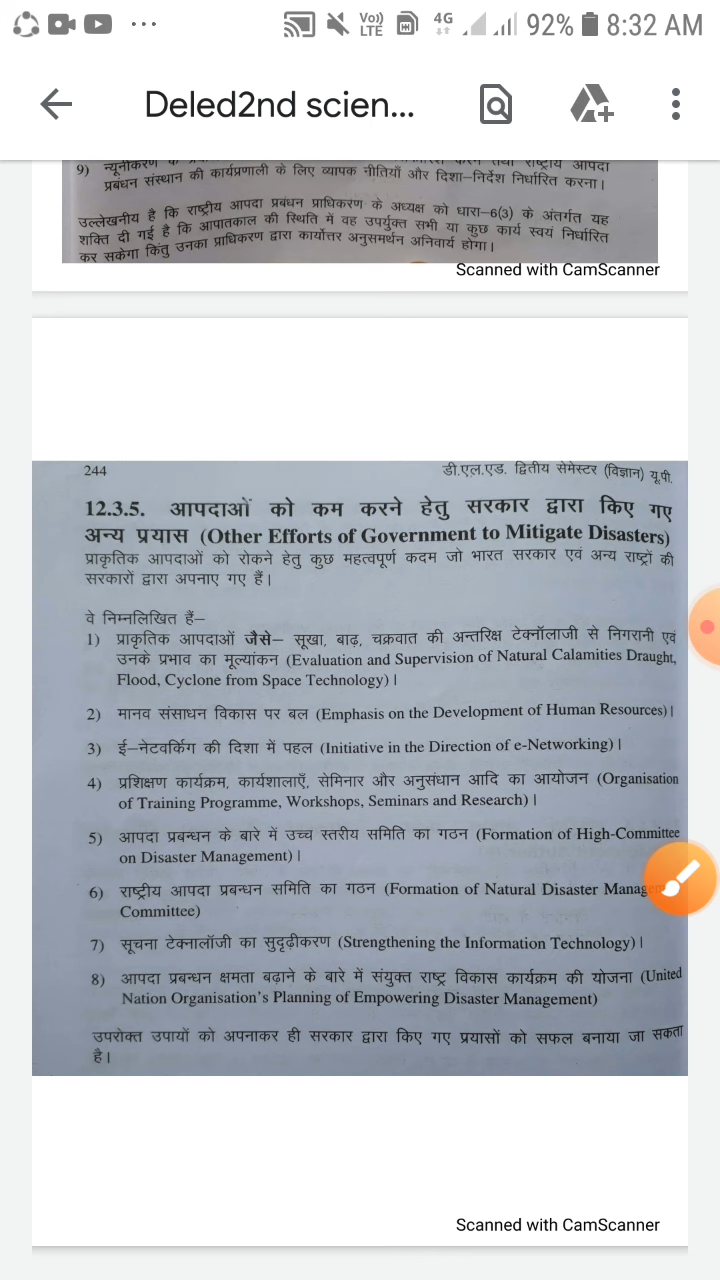 Vo))
LTE
4G
92%
8:32 AM
Deled2nd scien...
9) न्यूनीकरण के तथा राष्ट्रीय आपदा
प्रबंधन संस्थान की कार्यप्रणाली के लिए व्यापक नीतियाँ और दिशा–निर्देश निर्धारित करना।
उल्लेखनीय है कि राष्ट्रीय आपदा प्रबंधन प्राधिकरण के अध्यक्ष को धारा–6(3) के अंतर्गत यह
शक्ति दी गई है कि आपातकाल की स्थिति में वह उपर्युक्त सभी या कुछ कार्य स्वयं निर्धारित
कर सकेगा किंतु उनका प्राधिकरण द्वारा कार्योत्तर अनुसमर्थन अनिवार्य होगा।
Scanned with CamScanner
244
डी.एल.एड. द्वितीय सेमेस्टर (विज्ञान) यू.पी.
12.3.5. आपदाओं को कम करने हेतु सरकार द्वारा किए गए
अन्य प्रयास (Other Efforts of Government to Mitigate Disasters)
प्राकृतिक आपदाओं को रोकने हेतु कुछ महत्वपूर्ण कदम जो भारत सरकार एवं अन्य राष्ट्रों की
सरकारों द्वारा अपनाए गए हैं।
वे निम्नलिखित हैं–
1) प्राकृतिक आपदाओं जैसे– सूखा, बाढ़, चक्रवात की अन्तरिक्ष टेक्नॉलाजी से निगरानी एवं
उनके प्रभाव का मूल्यांकन (Evaluation and Supervision of Natural Calamities Draught,
Flood, Cyclone from Space Technology)।
2) मानव संसाधन विकास पर बल (Emphasis on the Development of Human Resources)।
3) ई–नेटवर्किंग की दिशा में पहल (Initiative in the Direction of e-Networking)।
4) प्रशिक्षण कार्यक्रम, कार्यशालाएँ, सेमिनार और अनुसंधान आदि का आयोजन (Organisation
of Training Programme, Workshops, Seminars and Research)।
5) आपदा प्रबन्धन के बारे में उच्च स्तरीय समिति का गठन (Formation of High-Committee
on Disaster Management)।
6) राष्ट्रीय आपदा प्रबन्धन समिति का गठन (Formation of Natural Disaster Manag
Committee)
7) सूचना टेक्नालॉजी का सुदृढ़ीकरण (Strengthening the Information Technology)।
8) आपदा प्रबन्धन क्षमता बढ़ाने के बारे में संयुक्त राष्ट्र विकास कार्यक्रम की योजना (United
Nation Organisation's Planning of Empowering Disaster Management)
उपरोक्त उपायों को अपनाकर ही सरकार द्वारा किए गए प्रयासों को सफल बनाया जा सकता
है।
Scanned with CamScanner